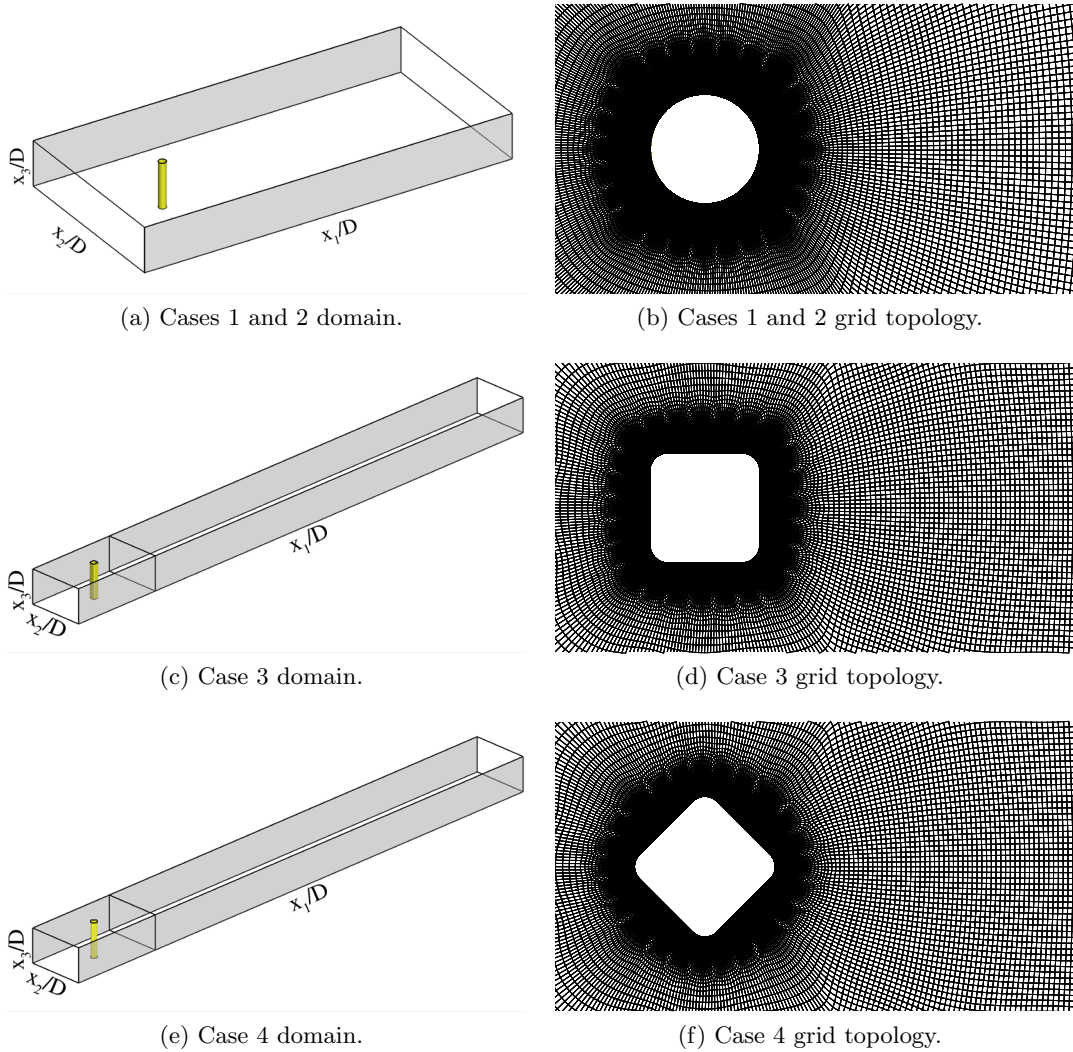 x₃/D
x₂/D
x₁/D
(a) Cases 1 and 2 domain.
(b) Cases 1 and 2 grid topology.
x₃/D
x₂/D
x₁/D
(c) Case 3 domain.
(d) Case 3 grid topology.
x₃/D
x₂/D
x₁/D
(e) Case 4 domain.
(f) Case 4 grid topology.